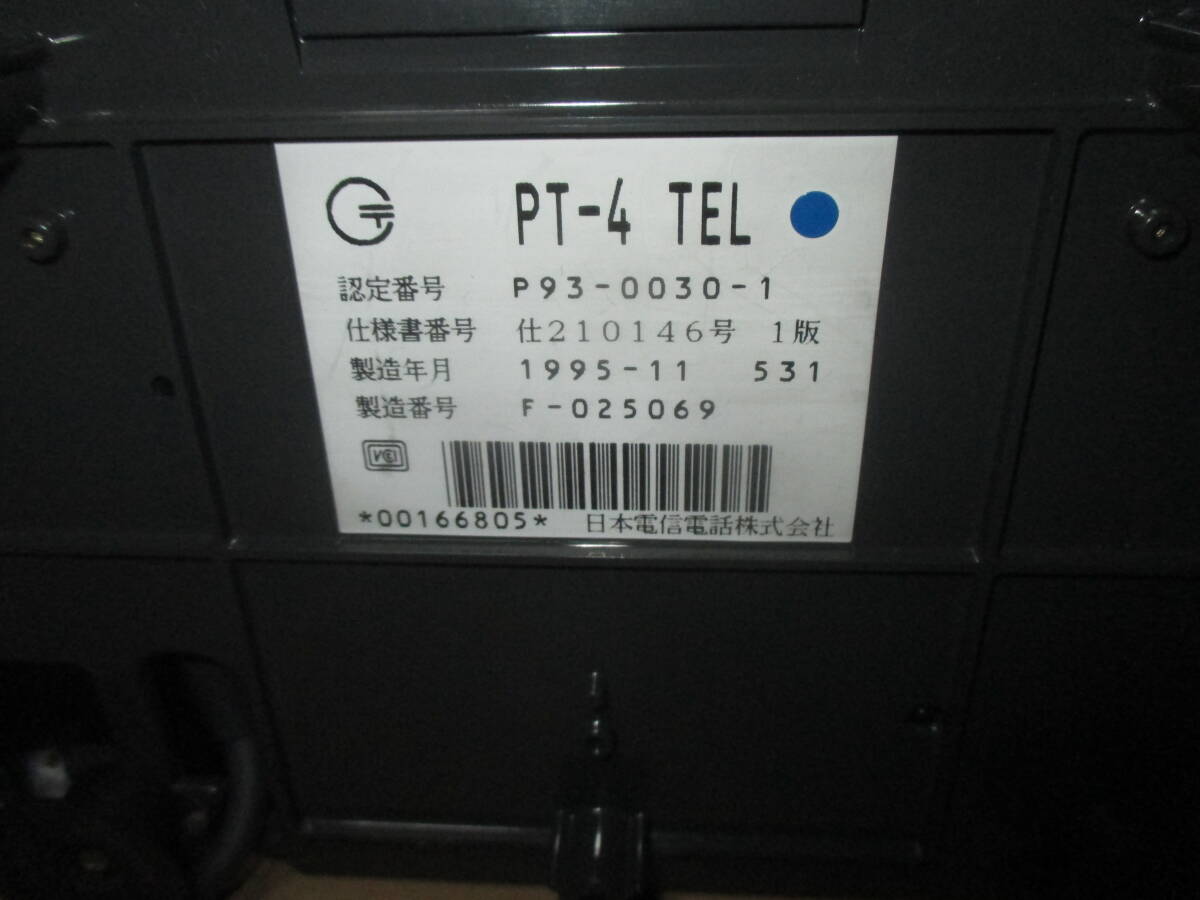 PT-4 TEL
認定番号 P93-0030-1
仕様書番号 仕210146号 1版
製造年月 1995-11 531
製造番号 F-025069
VCI
*00166805* 日本電信電話株式会社